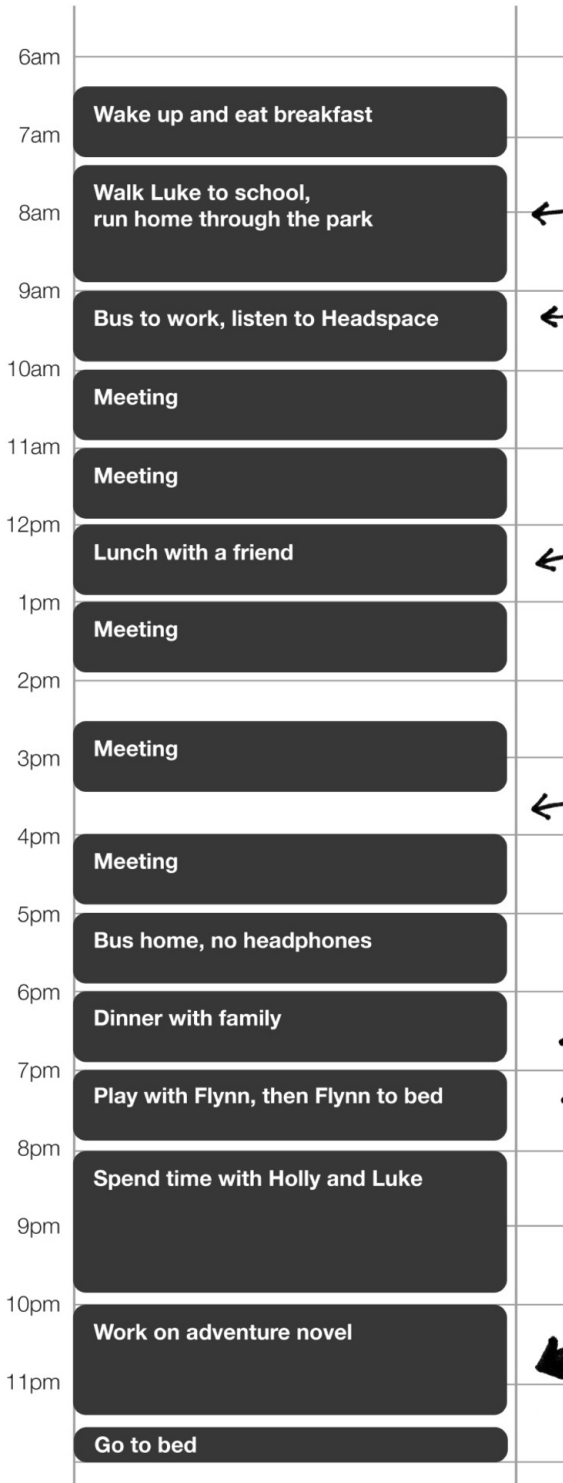 6am
Wake up and eat breakfast
7am
Walk Luke to school,
8am
run home through the park
9am
Bus to work, listen to Headspace
10am
Meeting
11am
Meeting
12pm
Lunch with a friend
1pm
Meeting
2pm
Meeting
3pm
4pm
Meeting
5pm
Bus home, no headphones
6pm
Dinner with family
7pm
Play with Flynn, then Flynn to bed
8pm
Spend time with Holly and Luke
9pm
10pm
Work on adventure novel
11pm
Go to bed